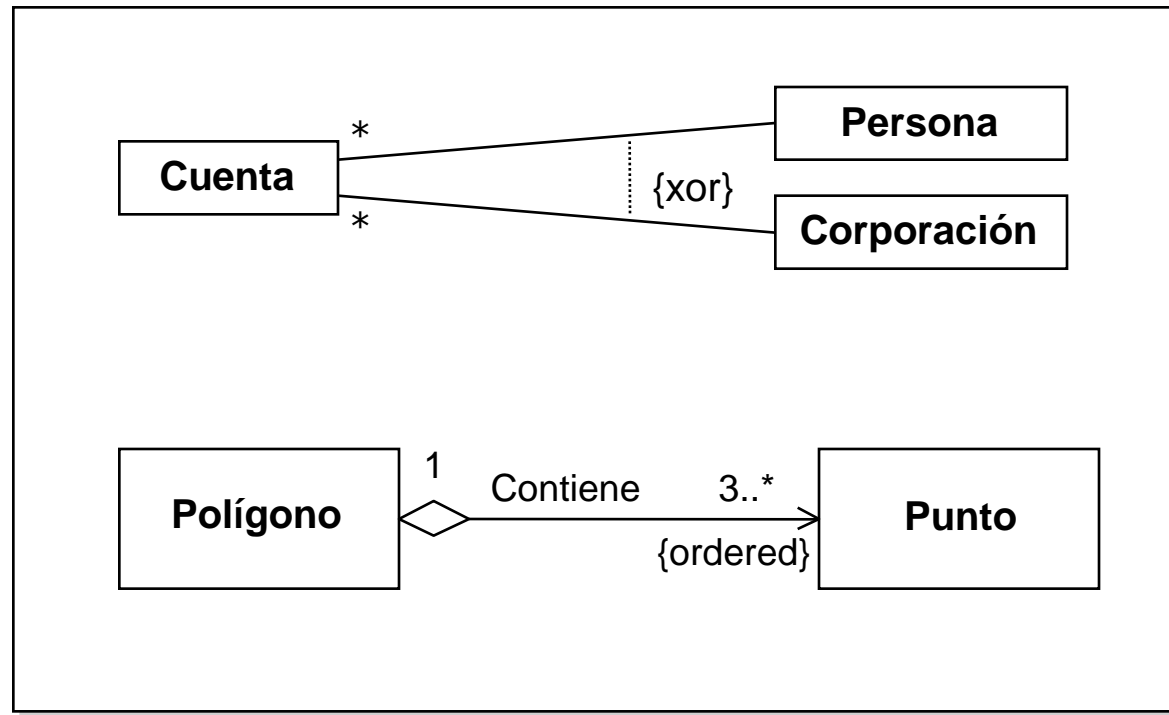 Persona
*
Cuenta
{xor}
*
Corporación
1
Contiene 3..*
Polígono
Punto
{ordered}